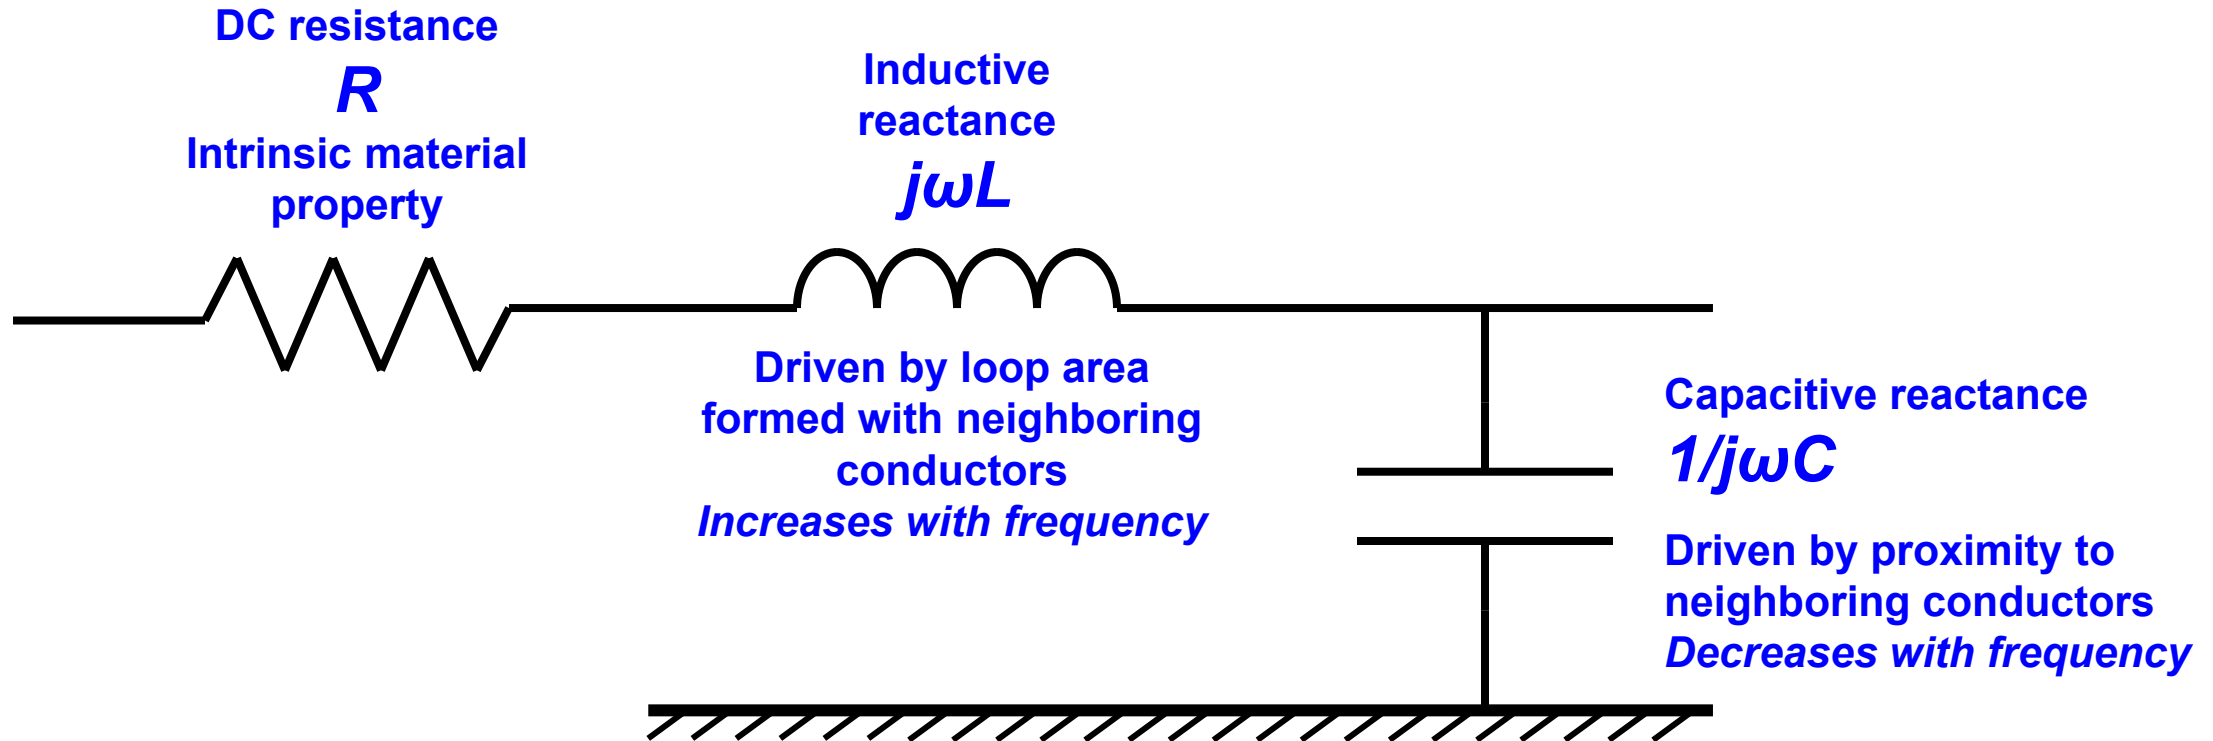 DC resistance
R
Intrinsic material
property
Inductive
reactance
jωL
Driven by loop area
formed with neighboring
conductors
Increases with frequency
Capacitive reactance
1/jωC
Driven by proximity to
neighboring conductors
Decreases with frequency